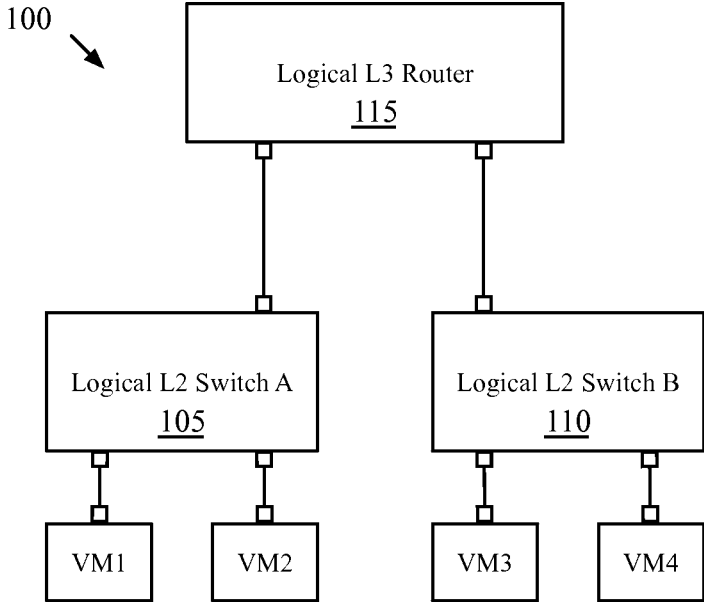 100
Logical L3 Router
115
Logical L2 Switch A
105
Logical L2 Switch B
110
VM1
VM2
VM3
VM4